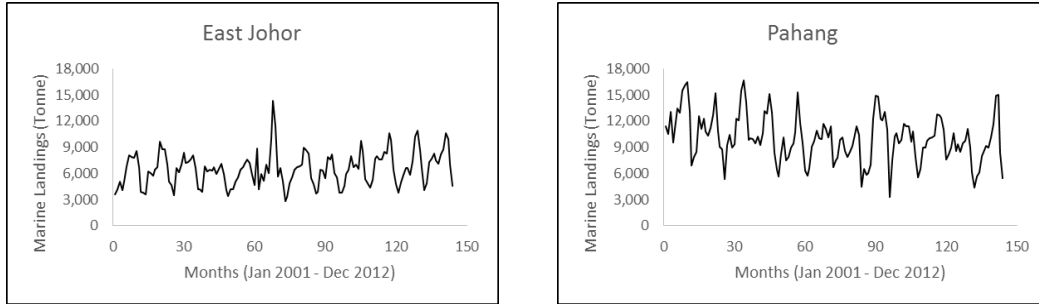 East Johor
Marine Landings (Tonne)
18,000
15,000
12,000
9,000
6,000
3,000
0
0 30 60 90 120 150
Months (Jan 2001 - Dec 2012)
Pahang
Marine Landings (Tonne)
18,000
15,000
12,000
9,000
6,000
3,000
0
0 30 60 90 120 150
Months (Jan 2001 - Dec 2012)